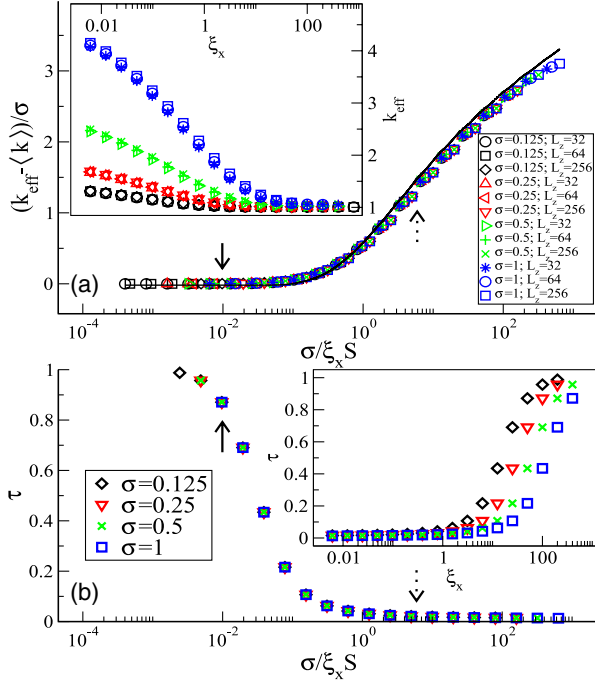 0.01 1 100
ξx
4
3
2
1
keff
3
2
1
0
(keff-⟨k⟩)/σ
(a)
σ=0.125; Lz=32
σ=0.125; Lz=64
σ=0.125; Lz=256
σ=0.25; Lz=32
σ=0.25; Lz=64
σ=0.25; Lz=256
σ=0.5; Lz=32
σ=0.5; Lz=64
σ=0.5; Lz=256
σ=1; Lz=32
σ=1; Lz=64
σ=1; Lz=256
10-4 10-2 100 102
σ/ξxS
1
0.8
0.6
0.4
0.2
0
τ
(b)
σ=0.125
σ=0.25
σ=0.5
σ=1
1
0.8
0.6
0.4
0.2
0
τ
0.01 1 100
ξx
10-4 10-2 100 102
σ/ξxS